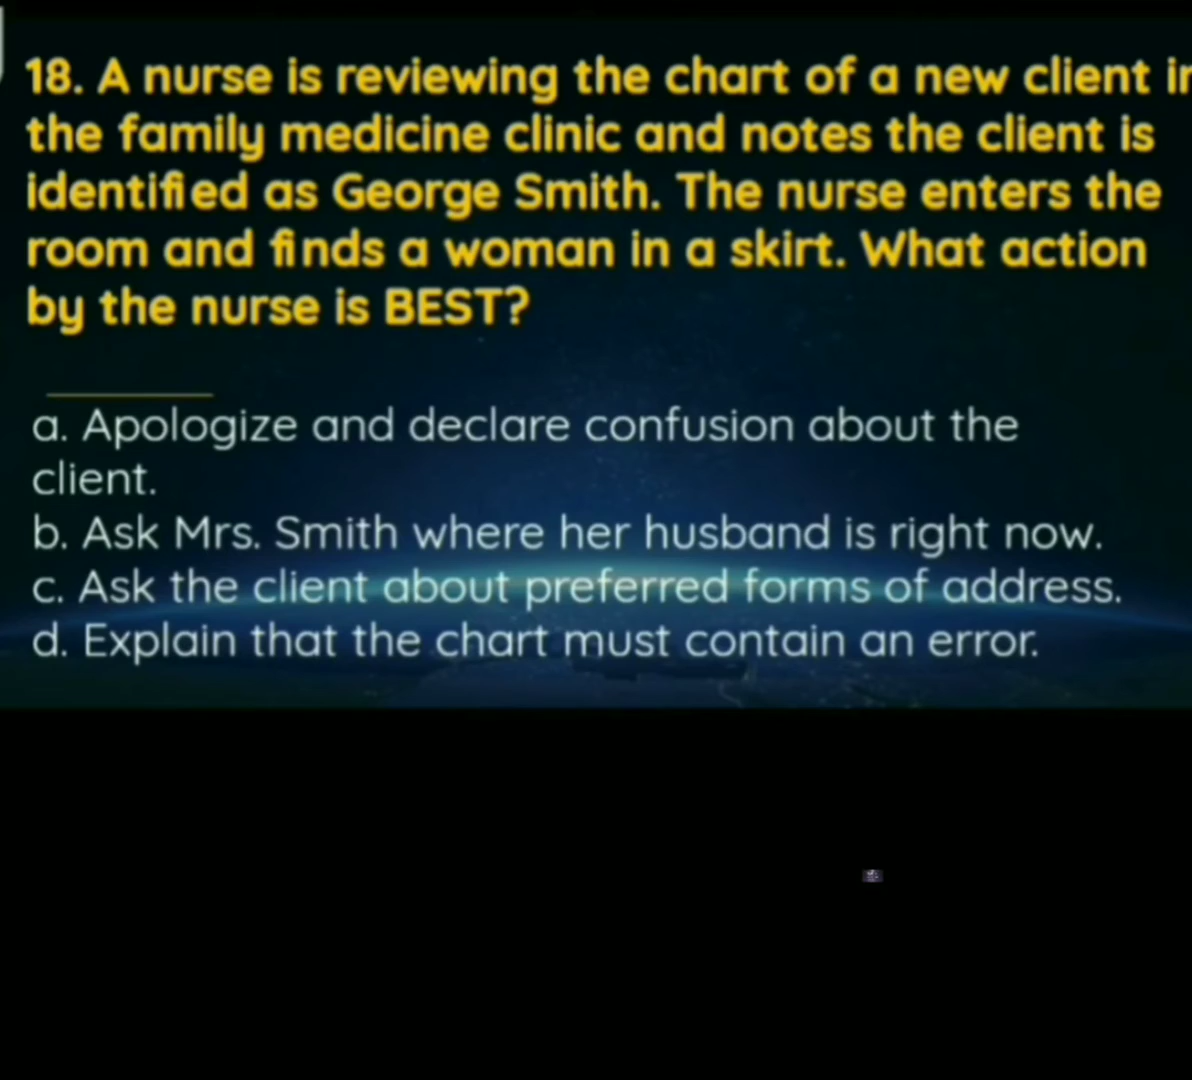 18. A nurse is reviewing the chart of a new client in
the family medicine clinic and notes the client is
identified as George Smith. The nurse enters the
room and finds a woman in a skirt. What action
by the nurse is BEST?
a. Apologize and declare confusion about the
client.
b. Ask Mrs. Smith where her husband is right now.
c. Ask the client about preferred forms of address.
d. Explain that the chart must contain an error.